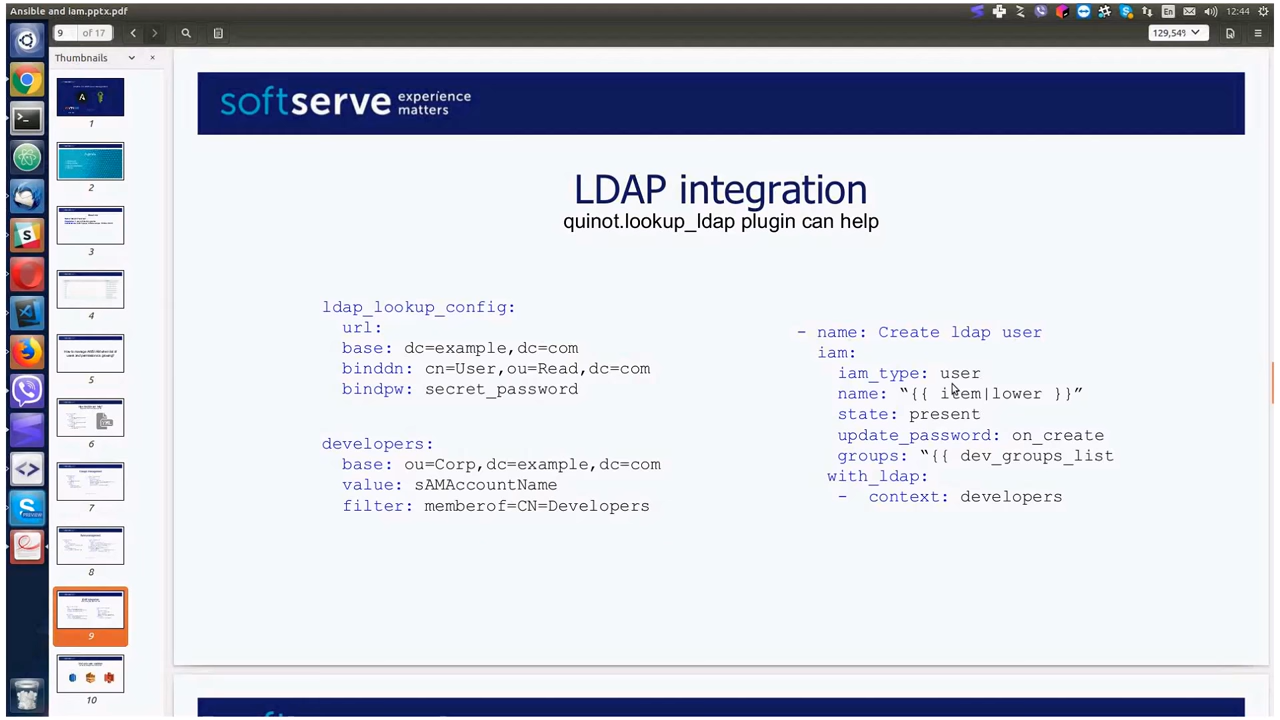 Ansible and iam.pptx.pdf
En
12:44
9 of 17
129,54%
Thumbnails
1
2
3
4
5
6
7
8
9
10
softserve experience matters
LDAP integration
quinot.lookup_ldap plugin can help
ldap_lookup_config:
url:
base: dc=example,dc=com
binddn: cn=User,ou=Read,dc=com
bindpw: secret_password
developers:
base: ou=Corp,dc=example,dc=com
value: sAMAccountName
filter: memberof=CN=Developers
- name: Create ldap user
iam:
iam_type: user
name: “{{ item|lower }}”
state: present
update_password: on_create
groups: “{{ dev_groups_list
with_ldap:
- context: developers